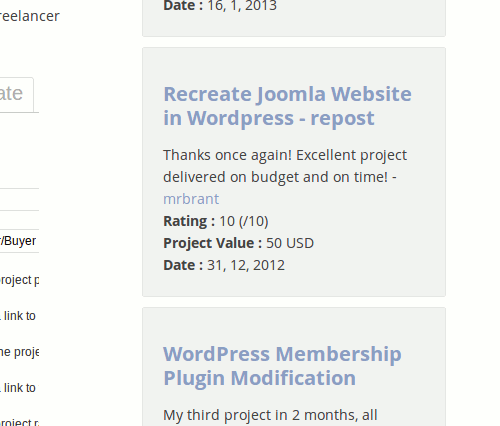 reelancer
ate
r/Buyer
project p
link to
he proje
link to
project r
Date : 16, 1, 2013
Recreate Joomla Website
in Wordpress - repost
Thanks once again! Excellent project
delivered on budget and on time! -
mrbrant
Rating : 10 (/10)
Project Value : 50 USD
Date : 31, 12, 2012
WordPress Membership
Plugin Modification
My third project in 2 months, all